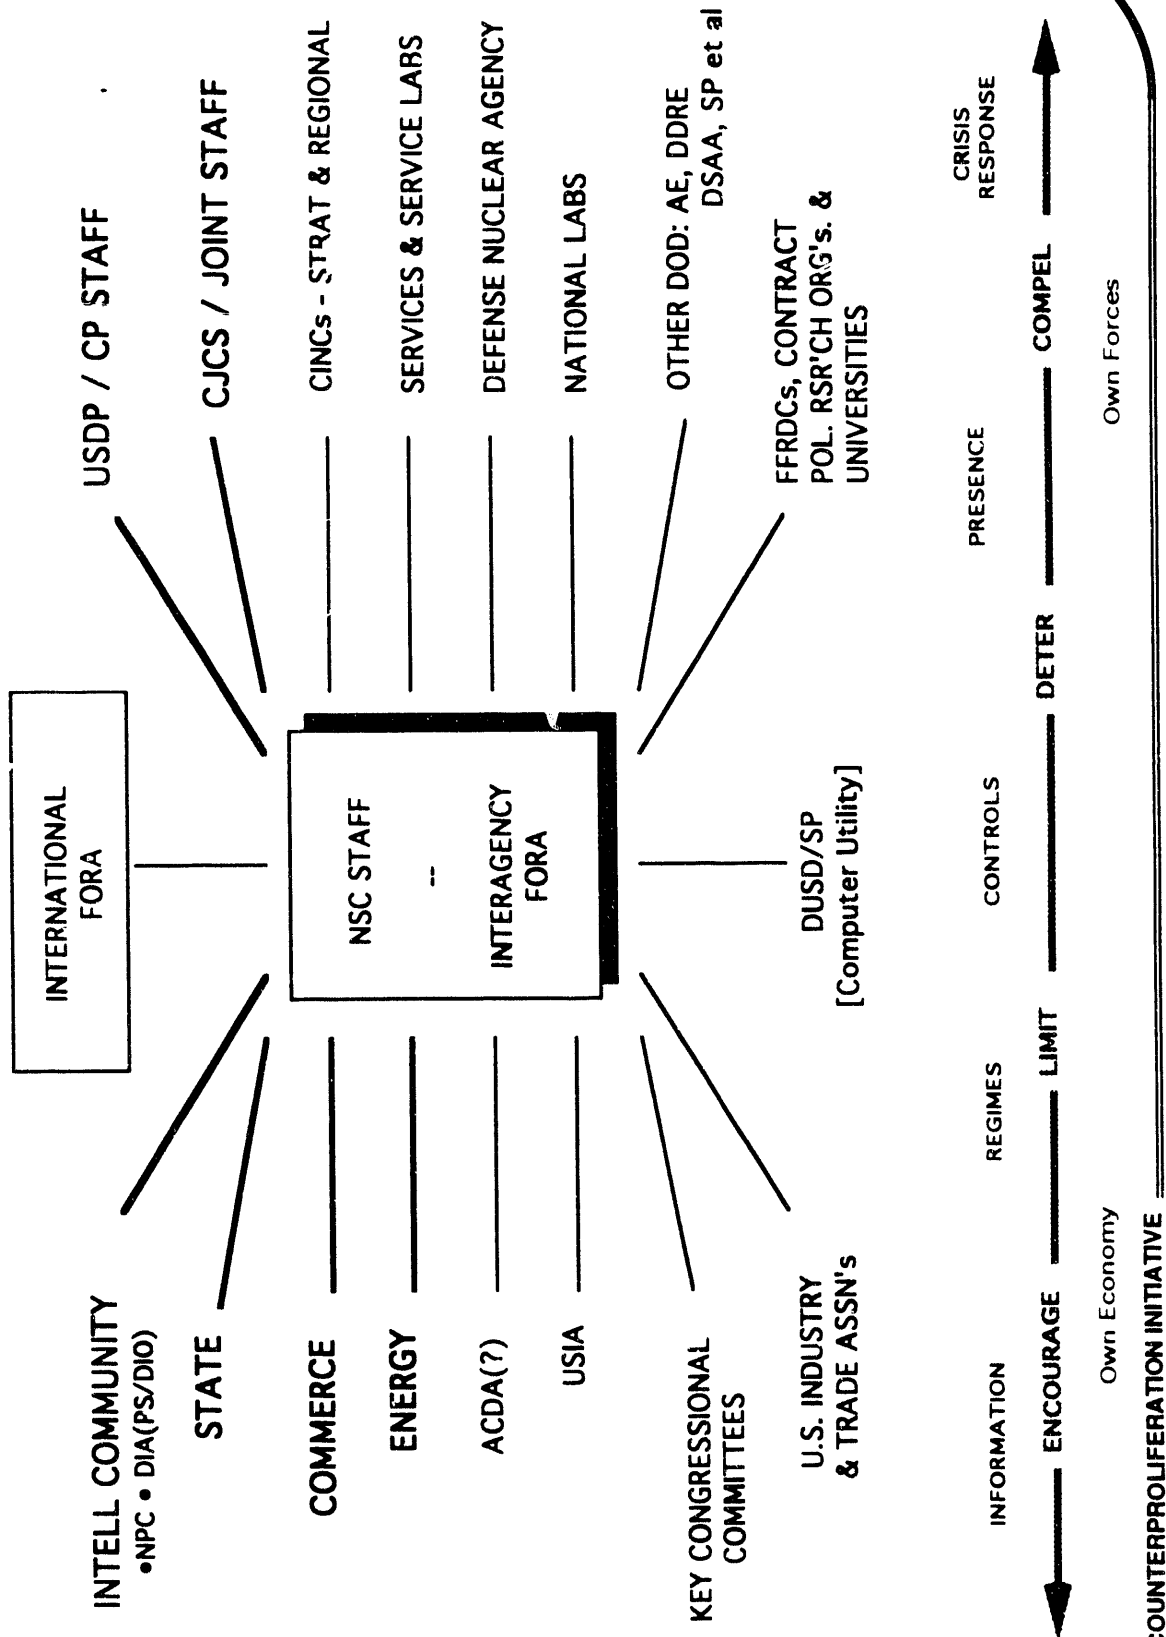 INTERNATIONAL
FORA
INTELL COMMUNITY
•NPC • DIA(PS/DIO)
STATE
COMMERCE
ENERGY
ACDA(?)
USIA
KEY CONGRESSIONAL
COMMITTEES
U.S. INDUSTRY
& TRADE ASSN's
NSC STAFF
--
INTERAGENCY
FORA
DUSD/SP
[Computer Utility]
USDP / CP STAFF
CJCS / JOINT STAFF
CINCs - STRAT & REGIONAL
SERVICES & SERVICE LABS
DEFENSE NUCLEAR AGENCY
NATIONAL LABS
OTHER DOD: AE, DDRE
DSAA, SP et al
FFRDCs, CONTRACT
POL. RSR'CH ORG's. &
UNIVERSITIES
INFORMATION
REGIMES
CONTROLS
PRESENCE
CRISIS
RESPONSE
ENCOURAGE
LIMIT
DETER
COMPEL
Own Economy
Own Forces
COUNTERPROLIFERATION INITIATIVE